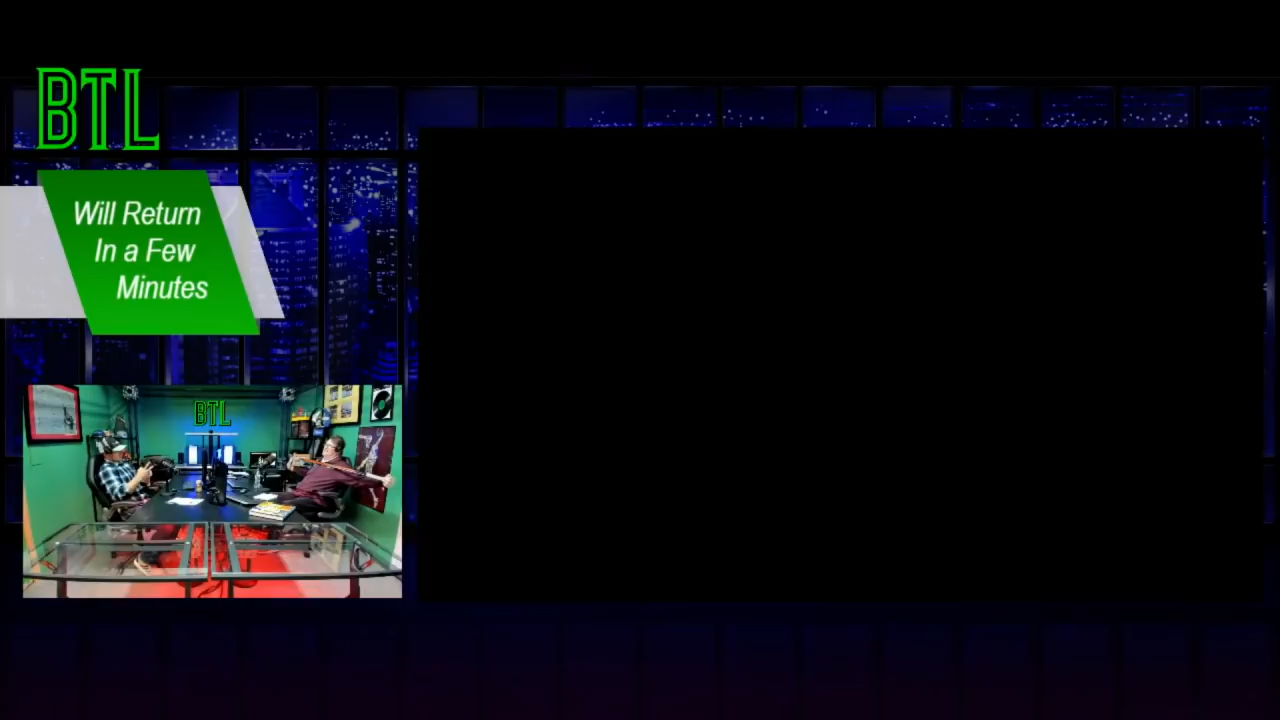 BTL
Will Return
In a Few
Minutes
BTL